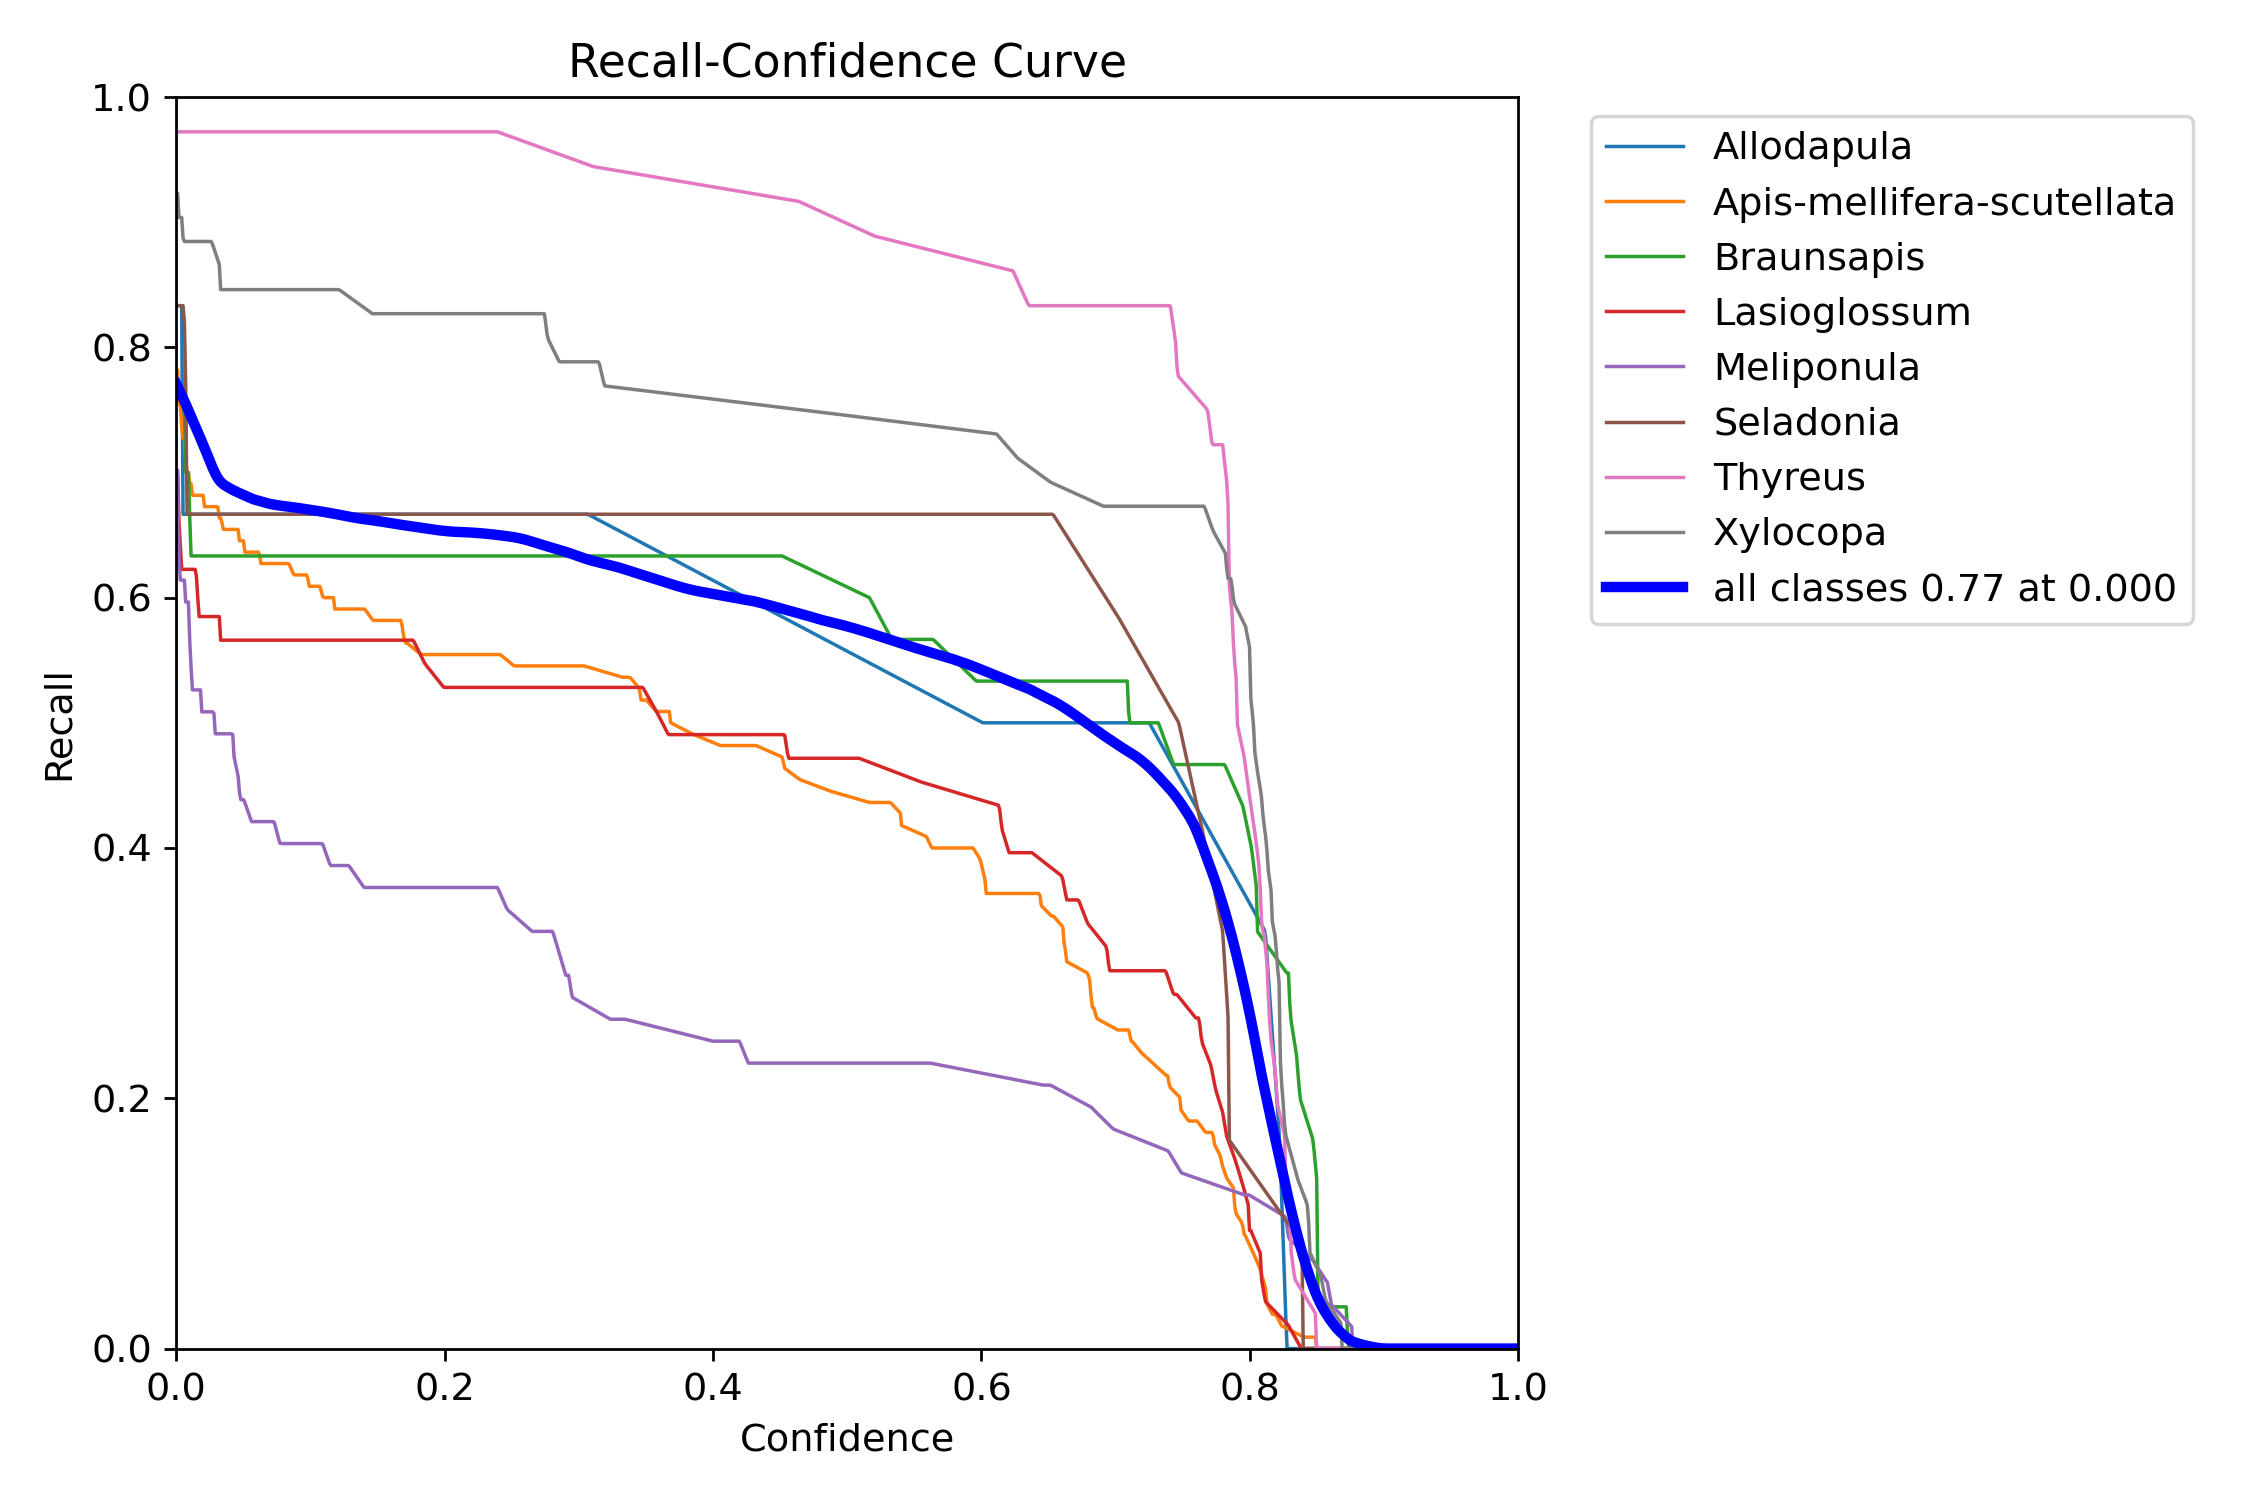 Recall-Confidence Curve
1.0
0.8
0.6
0.4
0.2
0.0
Recall
0.0 0.2 0.4 0.6 0.8 1.0
Confidence
Allodapula
Apis-mellifera-scutellata
Braunsapis
Lasioglossum
Meliponula
Seladonia
Thyreus
Xylocopa
all classes 0.77 at 0.000